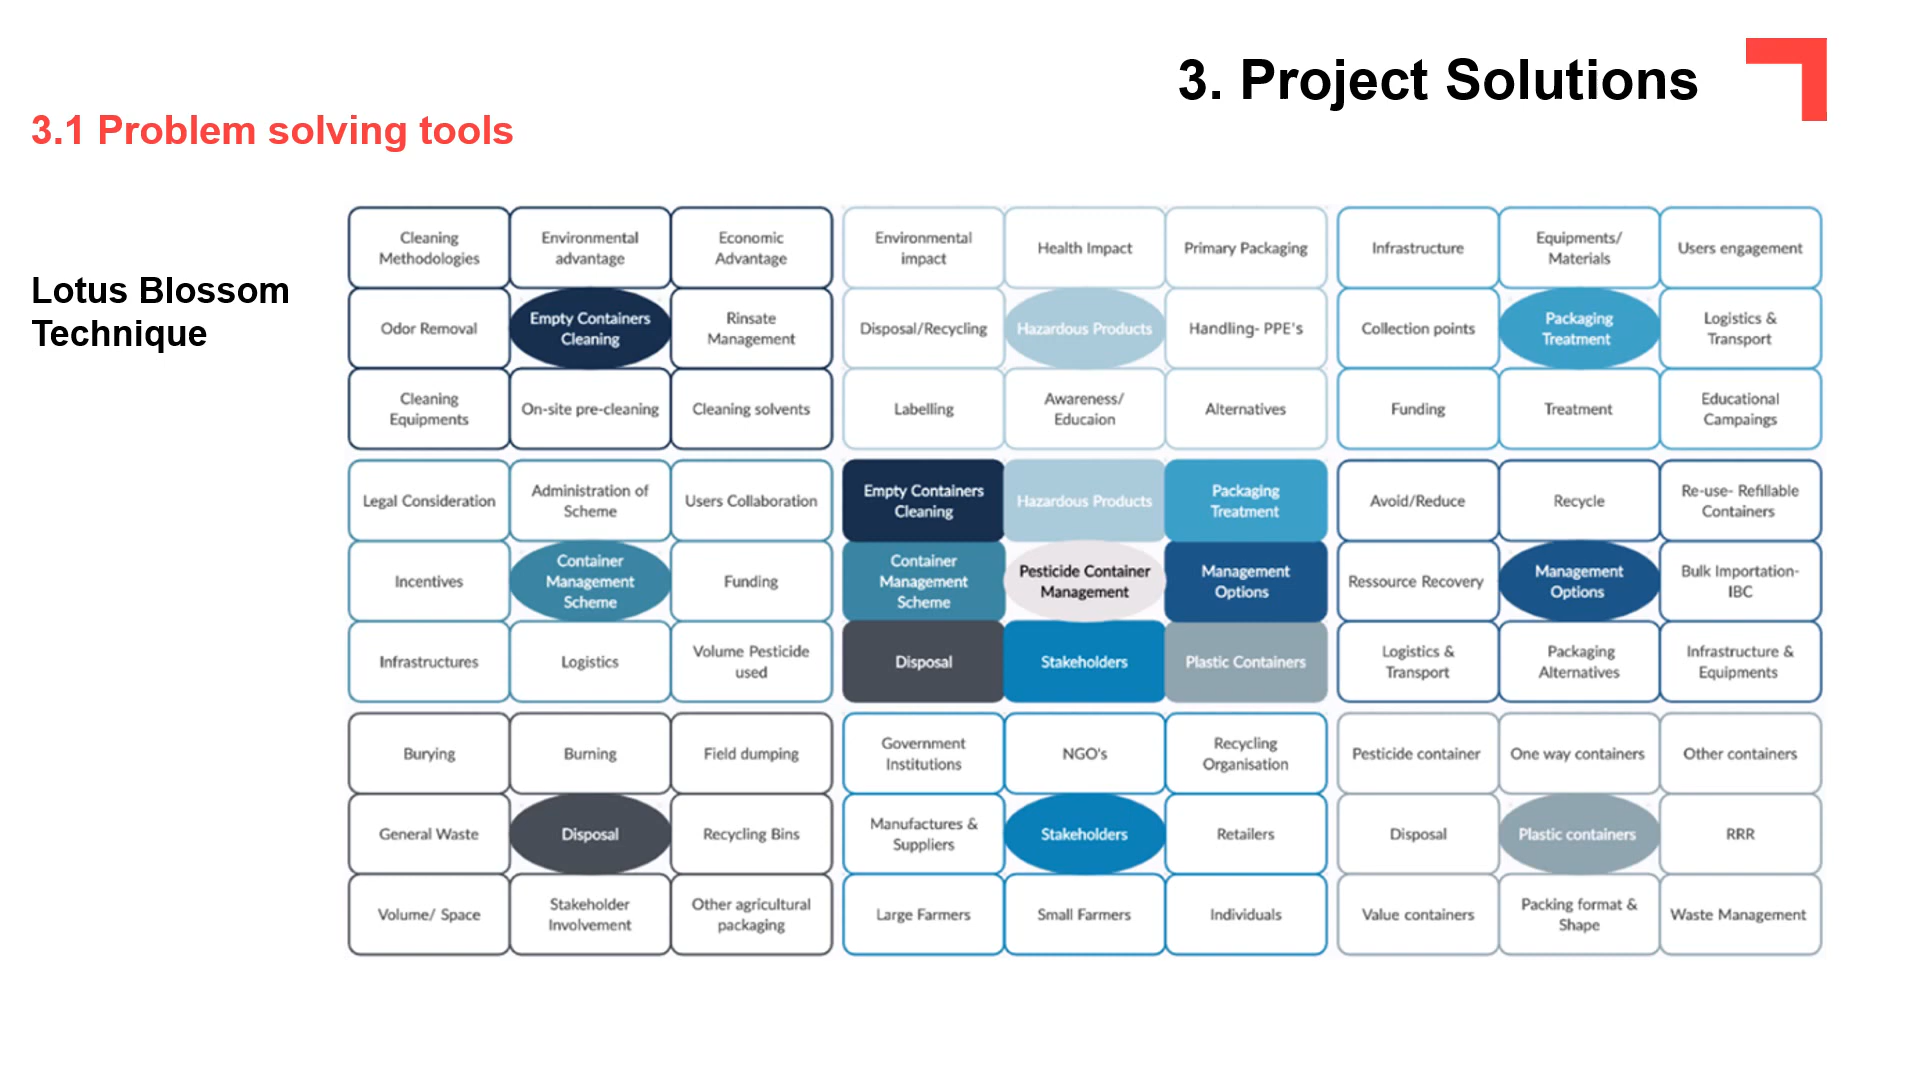 3. Project Solutions
3.1 Problem solving tools
Lotus Blossom
Technique
Cleaning
Methodologies
Environmental
advantage
Economic
Advantage
Odor Removal
Empty Containers
Cleaning
Rinsate
Management
Cleaning
Equipments
On-site pre-cleaning
Cleaning solvents
Environmental
impact
Health Impact
Primary Packaging
Disposal/Recycling
Hazardous Products
Handling- PPE's
Labelling
Awareness/
Educaion
Alternatives
Infrastructure
Equipments/
Materials
Users engagement
Collection points
Packaging
Treatment
Logistics &
Transport
Funding
Treatment
Educational
Campaings
Legal Consideration
Administration of
Scheme
Users Collaboration
Incentives
Container
Management
Scheme
Funding
Infrastructures
Logistics
Volume Pesticide
used
Empty Containers
Cleaning
Hazardous Products
Packaging
Treatment
Container
Management
Scheme
Pesticide Container
Management
Management
Options
Disposal
Stakeholders
Plastic Containers
Avoid/Reduce
Recycle
Re-use- Refillable
Containers
Ressource Recovery
Management
Options
Bulk Importation-
IBC
Logistics &
Transport
Packaging
Alternatives
Infrastructure &
Equipments
Burying
Burning
Field dumping
General Waste
Disposal
Recycling Bins
Volume/ Space
Stakeholder
Involvement
Other agricultural
packaging
Government
Institutions
NGO's
Recycling
Organisation
Manufactures &
Suppliers
Stakeholders
Retailers
Large Farmers
Small Farmers
Individuals
Pesticide container
One way containers
Other containers
Disposal
Plastic containers
RRR
Value containers
Packing format &
Shape
Waste Management